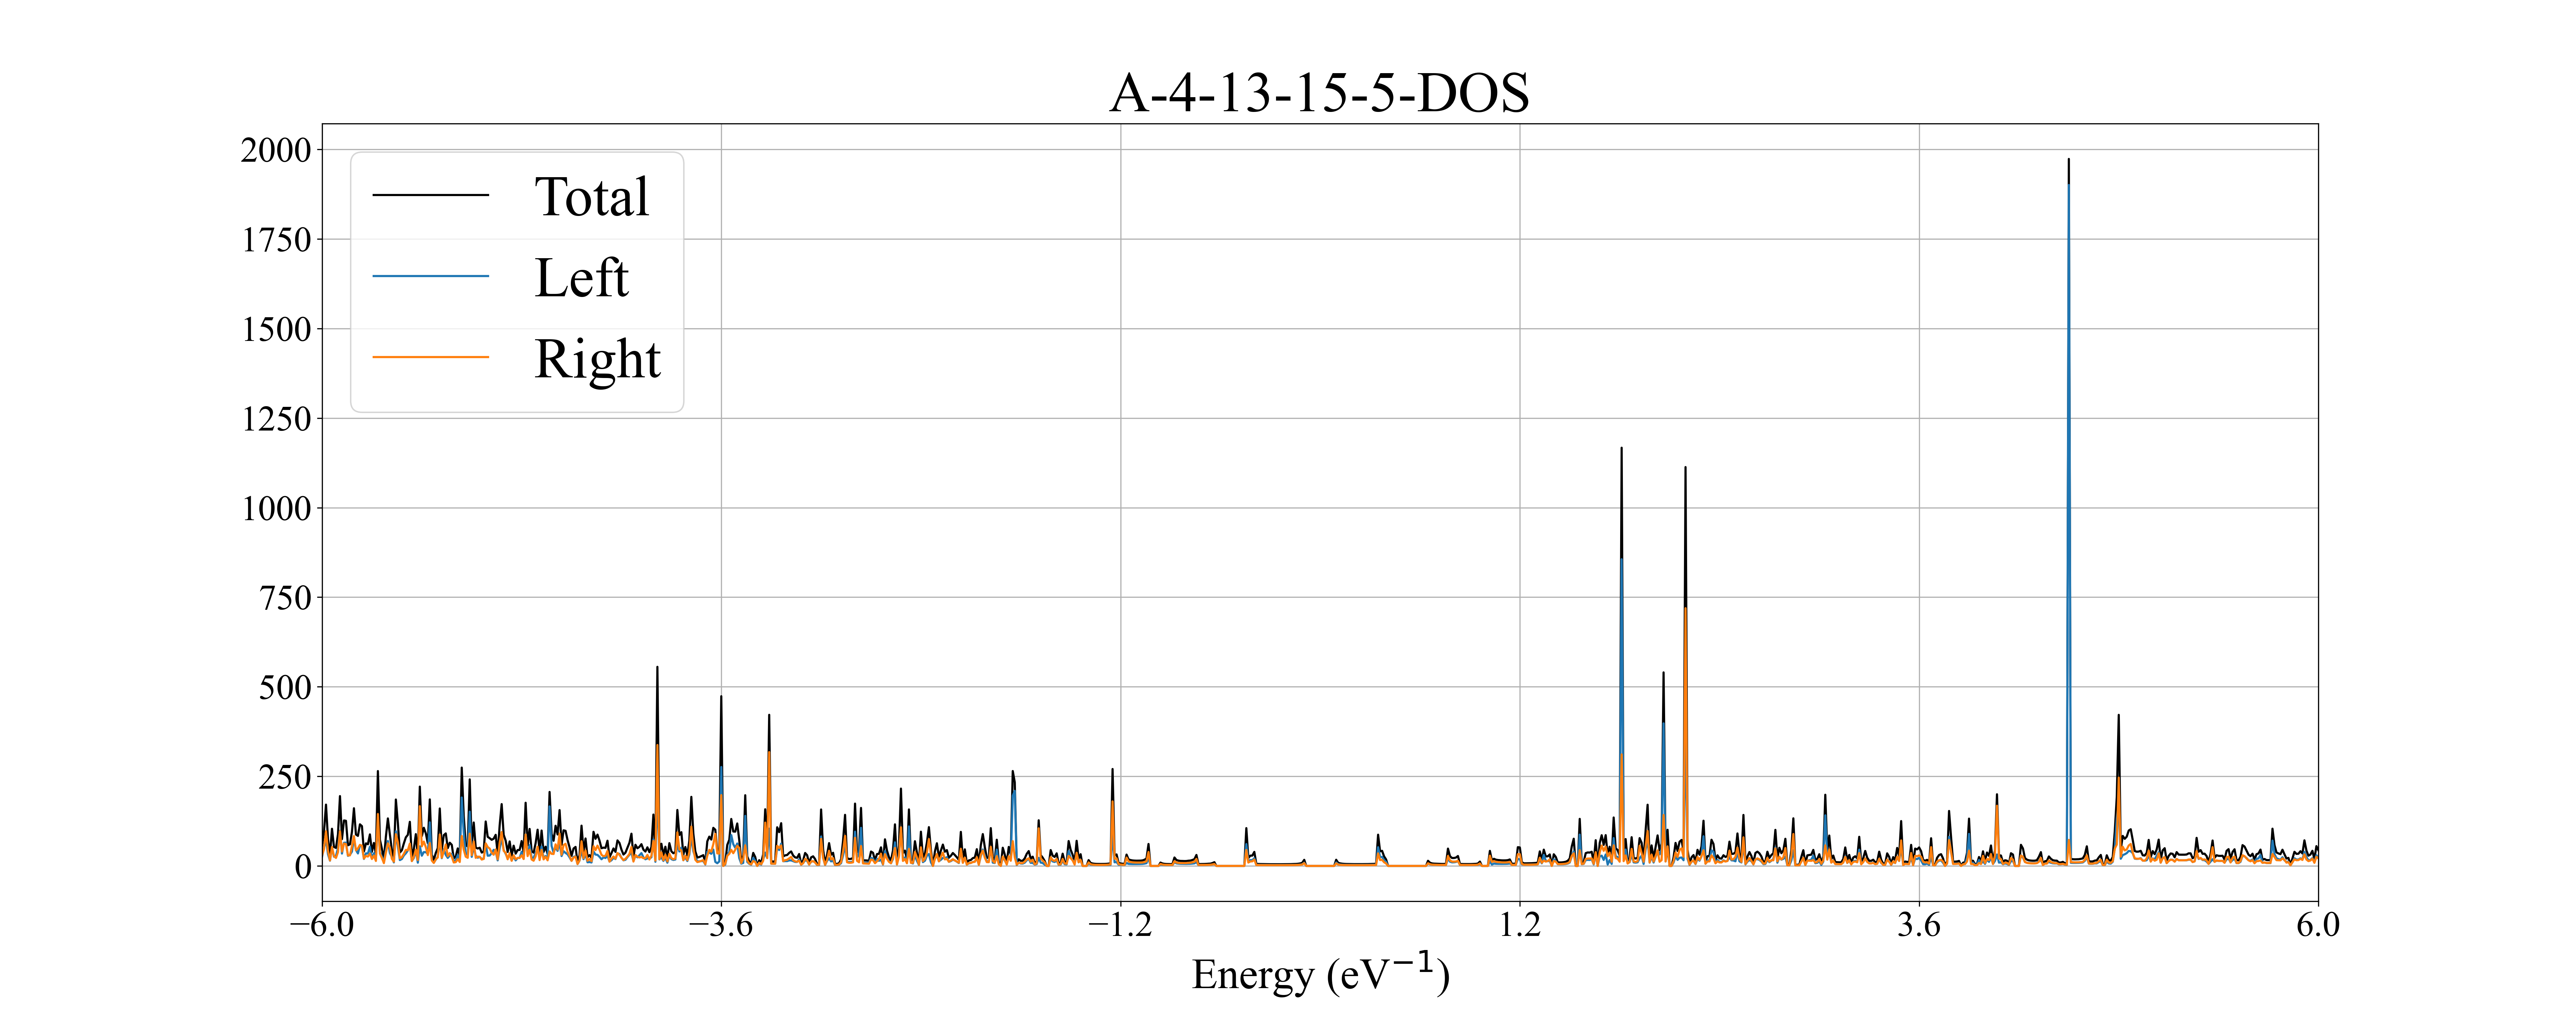 A-4-13-15-5-DOS
2000
1750
1500
1250
1000
750
500
250
0
Total
Left
Right
−6.0 −3.6 −1.2 1.2 3.6 6.0
Energy (eV⁻¹)